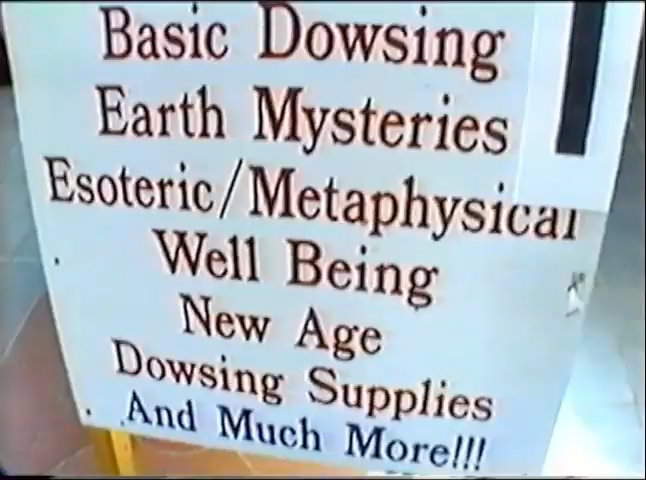 Basic Dowsing
Earth Mysteries
Esoteric/Metaphysical
Well Being
New Age
Dowsing Supplies
And Much More!!!